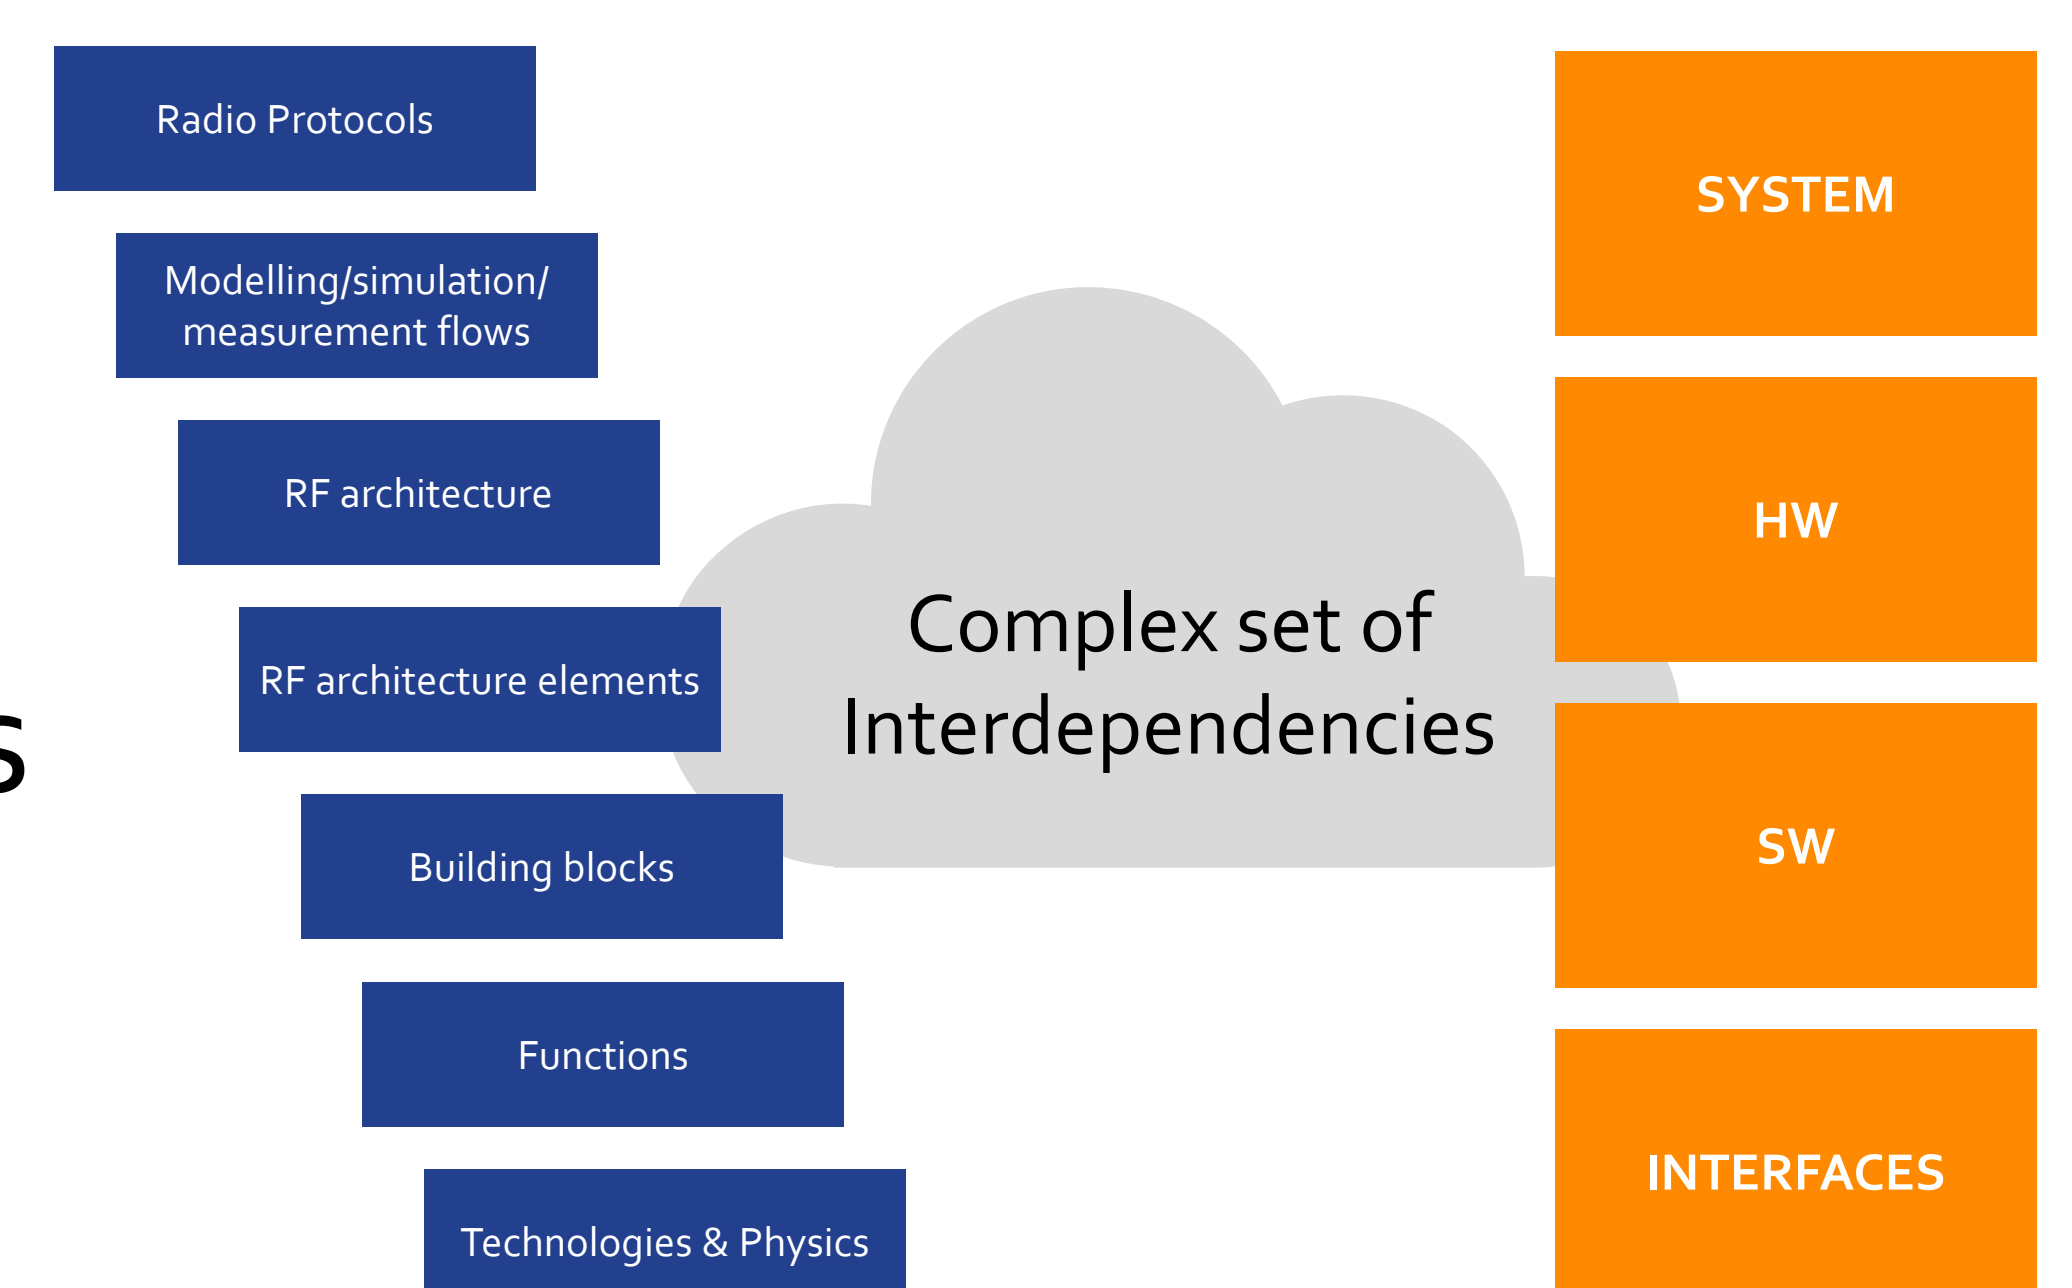 Radio Protocols
Modelling/simulation/
measurement flows
RF architecture
RF architecture elements
Building blocks
Functions
Technologies & Physics
Complex set of
Interdependencies
SYSTEM
HW
SW
INTERFACES